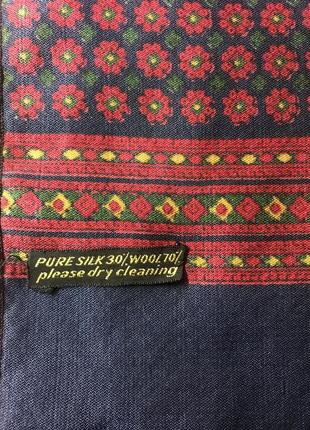 PURE SILK 30% WOOL 70%
please dry cleaning